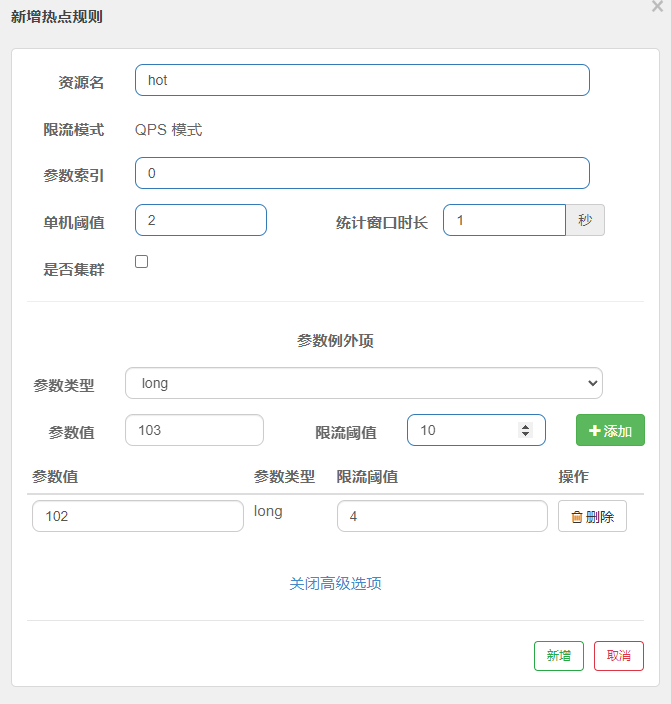 新增热点规则
资源名 hot
限流模式 QPS 模式
参数索引 0
单机阈值 2 统计窗口时长 1 秒
是否集群
参数例外项
参数类型 long
参数值 103 限流阈值 10 添加
参数值 参数类型 限流阈值 操作
102 long 4 删除
关闭高级选项
新增 取消